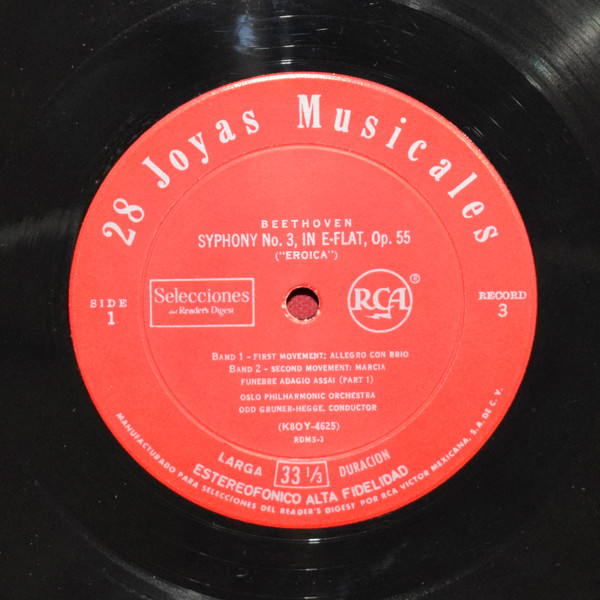 28 Joyas Musicales
BEETHOVEN
SYPHONY No. 3, IN E-FLAT, Op. 55
("EROICA")
SIDE
1
Selecciones
del Reader's Digest
RCA ®
RECORD
3
BAND 1 - FIRST MOVEMENT; ALLEGRO CON BRIO
BAND 2 - SECOND MOVEMENT: MARCIA
FUNEBRE ADAGIO ASSAI (PART 1)
OSLO PHILHARMONIC ORCHESTRA
ODD GRUNER-HEGGE, CONDUCTOR
(K8OY-4625)
RDMS-3
LARGA 33 1/3 DURACION
ESTEREOFONICO ALTA FIDELIDAD
MANUFACTURADO PARA SELECCIONES DEL READER'S DIGEST POR RCA VICTOR MEXICANA, S.A. DE C. V.